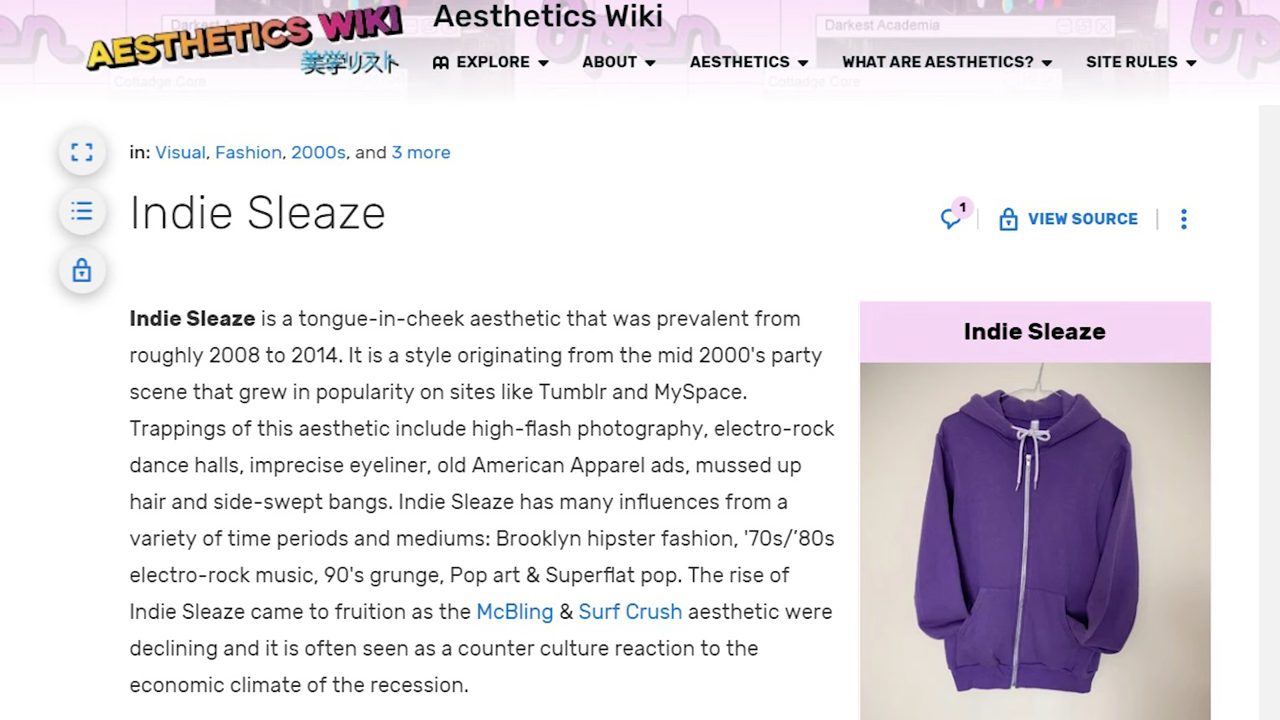 AESTHETICS WIKI
美学リスト
Aesthetics Wiki
Darkest Academia
Cottadge Core
Cottadge Core
EXPLORE ABOUT AESTHETICS WHAT ARE AESTHETICS? SITE RULES
in: Visual, Fashion, 2000s, and 3 more
Indie Sleaze
1
VIEW SOURCE
Indie Sleaze is a tongue-in-cheek aesthetic that was prevalent from
roughly 2008 to 2014. It is a style originating from the mid 2000's party
scene that grew in popularity on sites like Tumblr and MySpace.
Trappings of this aesthetic include high-flash photography, electro-rock
dance halls, imprecise eyeliner, old American Apparel ads, mussed up
hair and side-swept bangs. Indie Sleaze has many influences from a
variety of time periods and mediums: Brooklyn hipster fashion, '70s/’80s
electro-rock music, 90's grunge, Pop art & Superflat pop. The rise of
Indie Sleaze came to fruition as the McBling & Surf Crush aesthetic were
declining and it is often seen as a counter culture reaction to the
economic climate of the recession.
Indie Sleaze